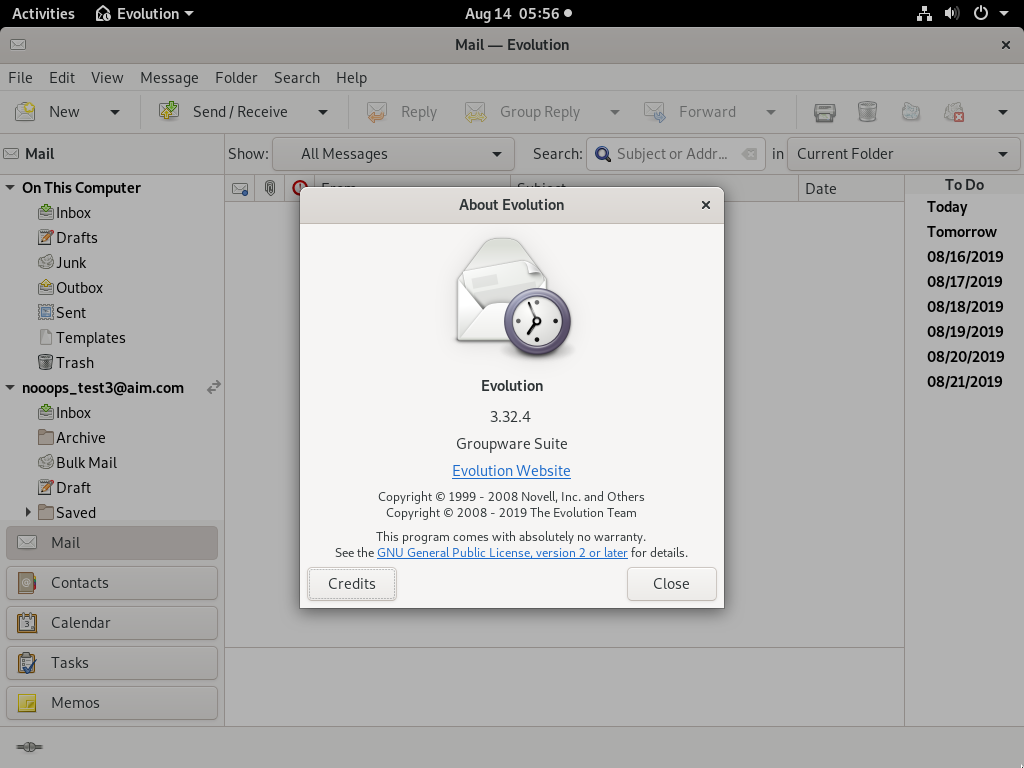 Activities Evolution Aug 14 05:56
Mail — Evolution
File Edit View Message Folder Search Help
New Send / Receive Reply Group Reply Forward
Mail Show: All Messages Search: Subject or Addr... in Current Folder
From Subject Date To Do
On This Computer
Inbox
Drafts
Junk
Outbox
Sent
Templates
Trash
nooops_test3@aim.com
Inbox
Archive
Bulk Mail
Draft
Saved
Mail
Contacts
Calendar
Tasks
Memos
About Evolution
Evolution
3.32.4
Groupware Suite
Evolution Website
Copyright © 1999 - 2008 Novell, Inc. and Others
Copyright © 2008 - 2019 The Evolution Team
This program comes with absolutely no warranty.
See the GNU General Public License, version 2 or later for details.
Credits Close
Today
Tomorrow
08/16/2019
08/17/2019
08/18/2019
08/19/2019
08/20/2019
08/21/2019